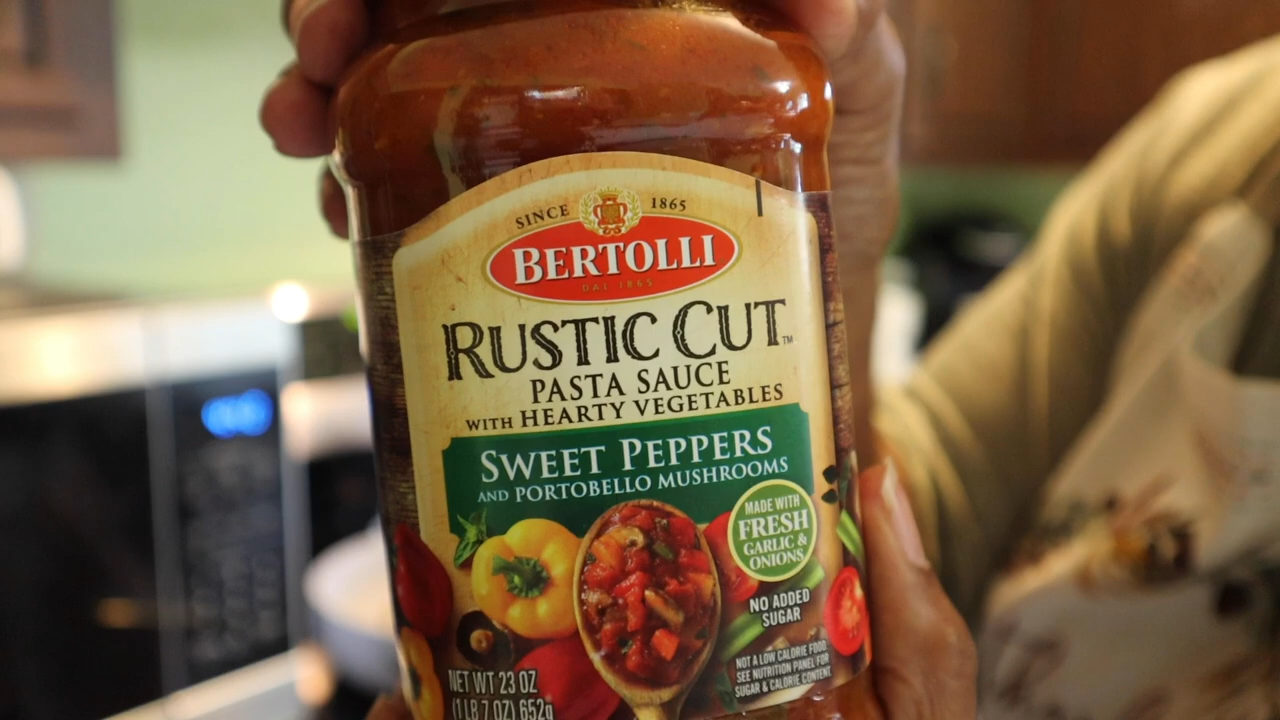 SINCE 1865
BERTOLLI
DAL 1865
RUSTIC CUT™
PASTA SAUCE
WITH HEARTY VEGETABLES
SWEET PEPPERS
AND PORTOBELLO MUSHROOMS
MADE WITH
FRESH
GARLIC &
ONIONS
NO ADDED
SUGAR
NOT A LOW CALORIE FOOD
SEE NUTRITION PANEL FOR
SUGAR & CALORIE CONTENT
NET WT 23 OZ
(1 LB 7 OZ) 652g